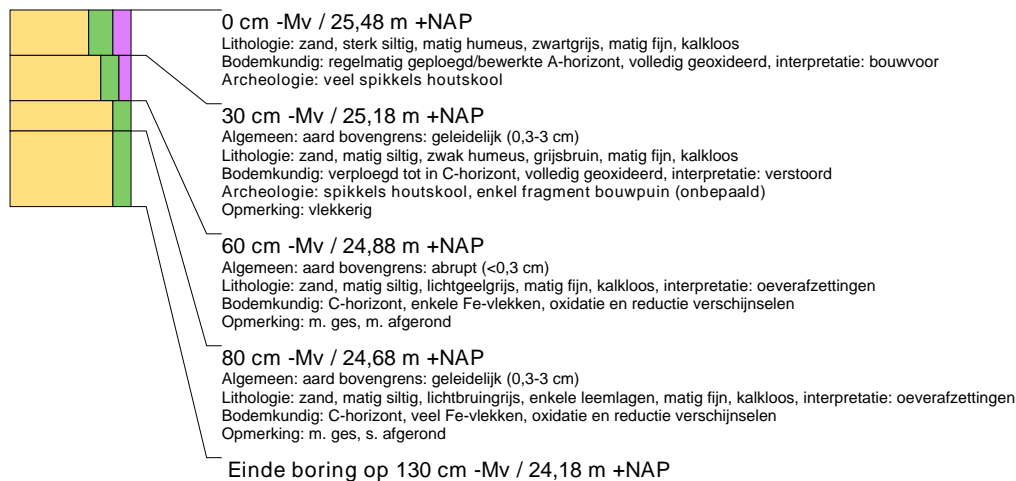 0 cm -Mv / 25,48 m +NAP
Lithologie: zand, sterk siltig, matig humeus, zwartgrijs, matig fijn, kalkloos
Bodemkundig: regelmatig geploegd/bewerkte A-horizont, volledig geoxideerd, interpretatie: bouwvoor
Archeologie: veel spikkels houtskool
30 cm -Mv / 25,18 m +NAP
Algemeen: aard bovengrens: geleidelijk (0,3-3 cm)
Lithologie: zand, matig siltig, zwak humeus, grijsbruin, matig fijn, kalkloos
Bodemkundig: verploegd tot in C-horizont, volledig geoxideerd, interpretatie: verstoord
Archeologie: spikkels houtskool, enkel fragment bouwpuin (onbepaald)
Opmerking: vlekkerig
60 cm -Mv / 24,88 m +NAP
Algemeen: aard bovengrens: abrupt (<0,3 cm)
Lithologie: zand, matig siltig, lichtgeelgrijs, matig fijn, kalkloos, interpretatie: oeverafzettingen
Bodemkundig: C-horizont, enkele Fe-vlekken, oxidatie en reductie verschijnselen
Opmerking: m. ges, m. afgerond
80 cm -Mv / 24,68 m +NAP
Algemeen: aard bovengrens: geleidelijk (0,3-3 cm)
Lithologie: zand, matig siltig, lichtbruingrijs, enkele leemlagen, matig fijn, kalkloos, interpretatie: oeverafzettingen
Bodemkundig: C-horizont, veel Fe-vlekken, oxidatie en reductie verschijnselen
Opmerking: m. ges, s. afgerond
Einde boring op 130 cm -Mv / 24,18 m +NAP